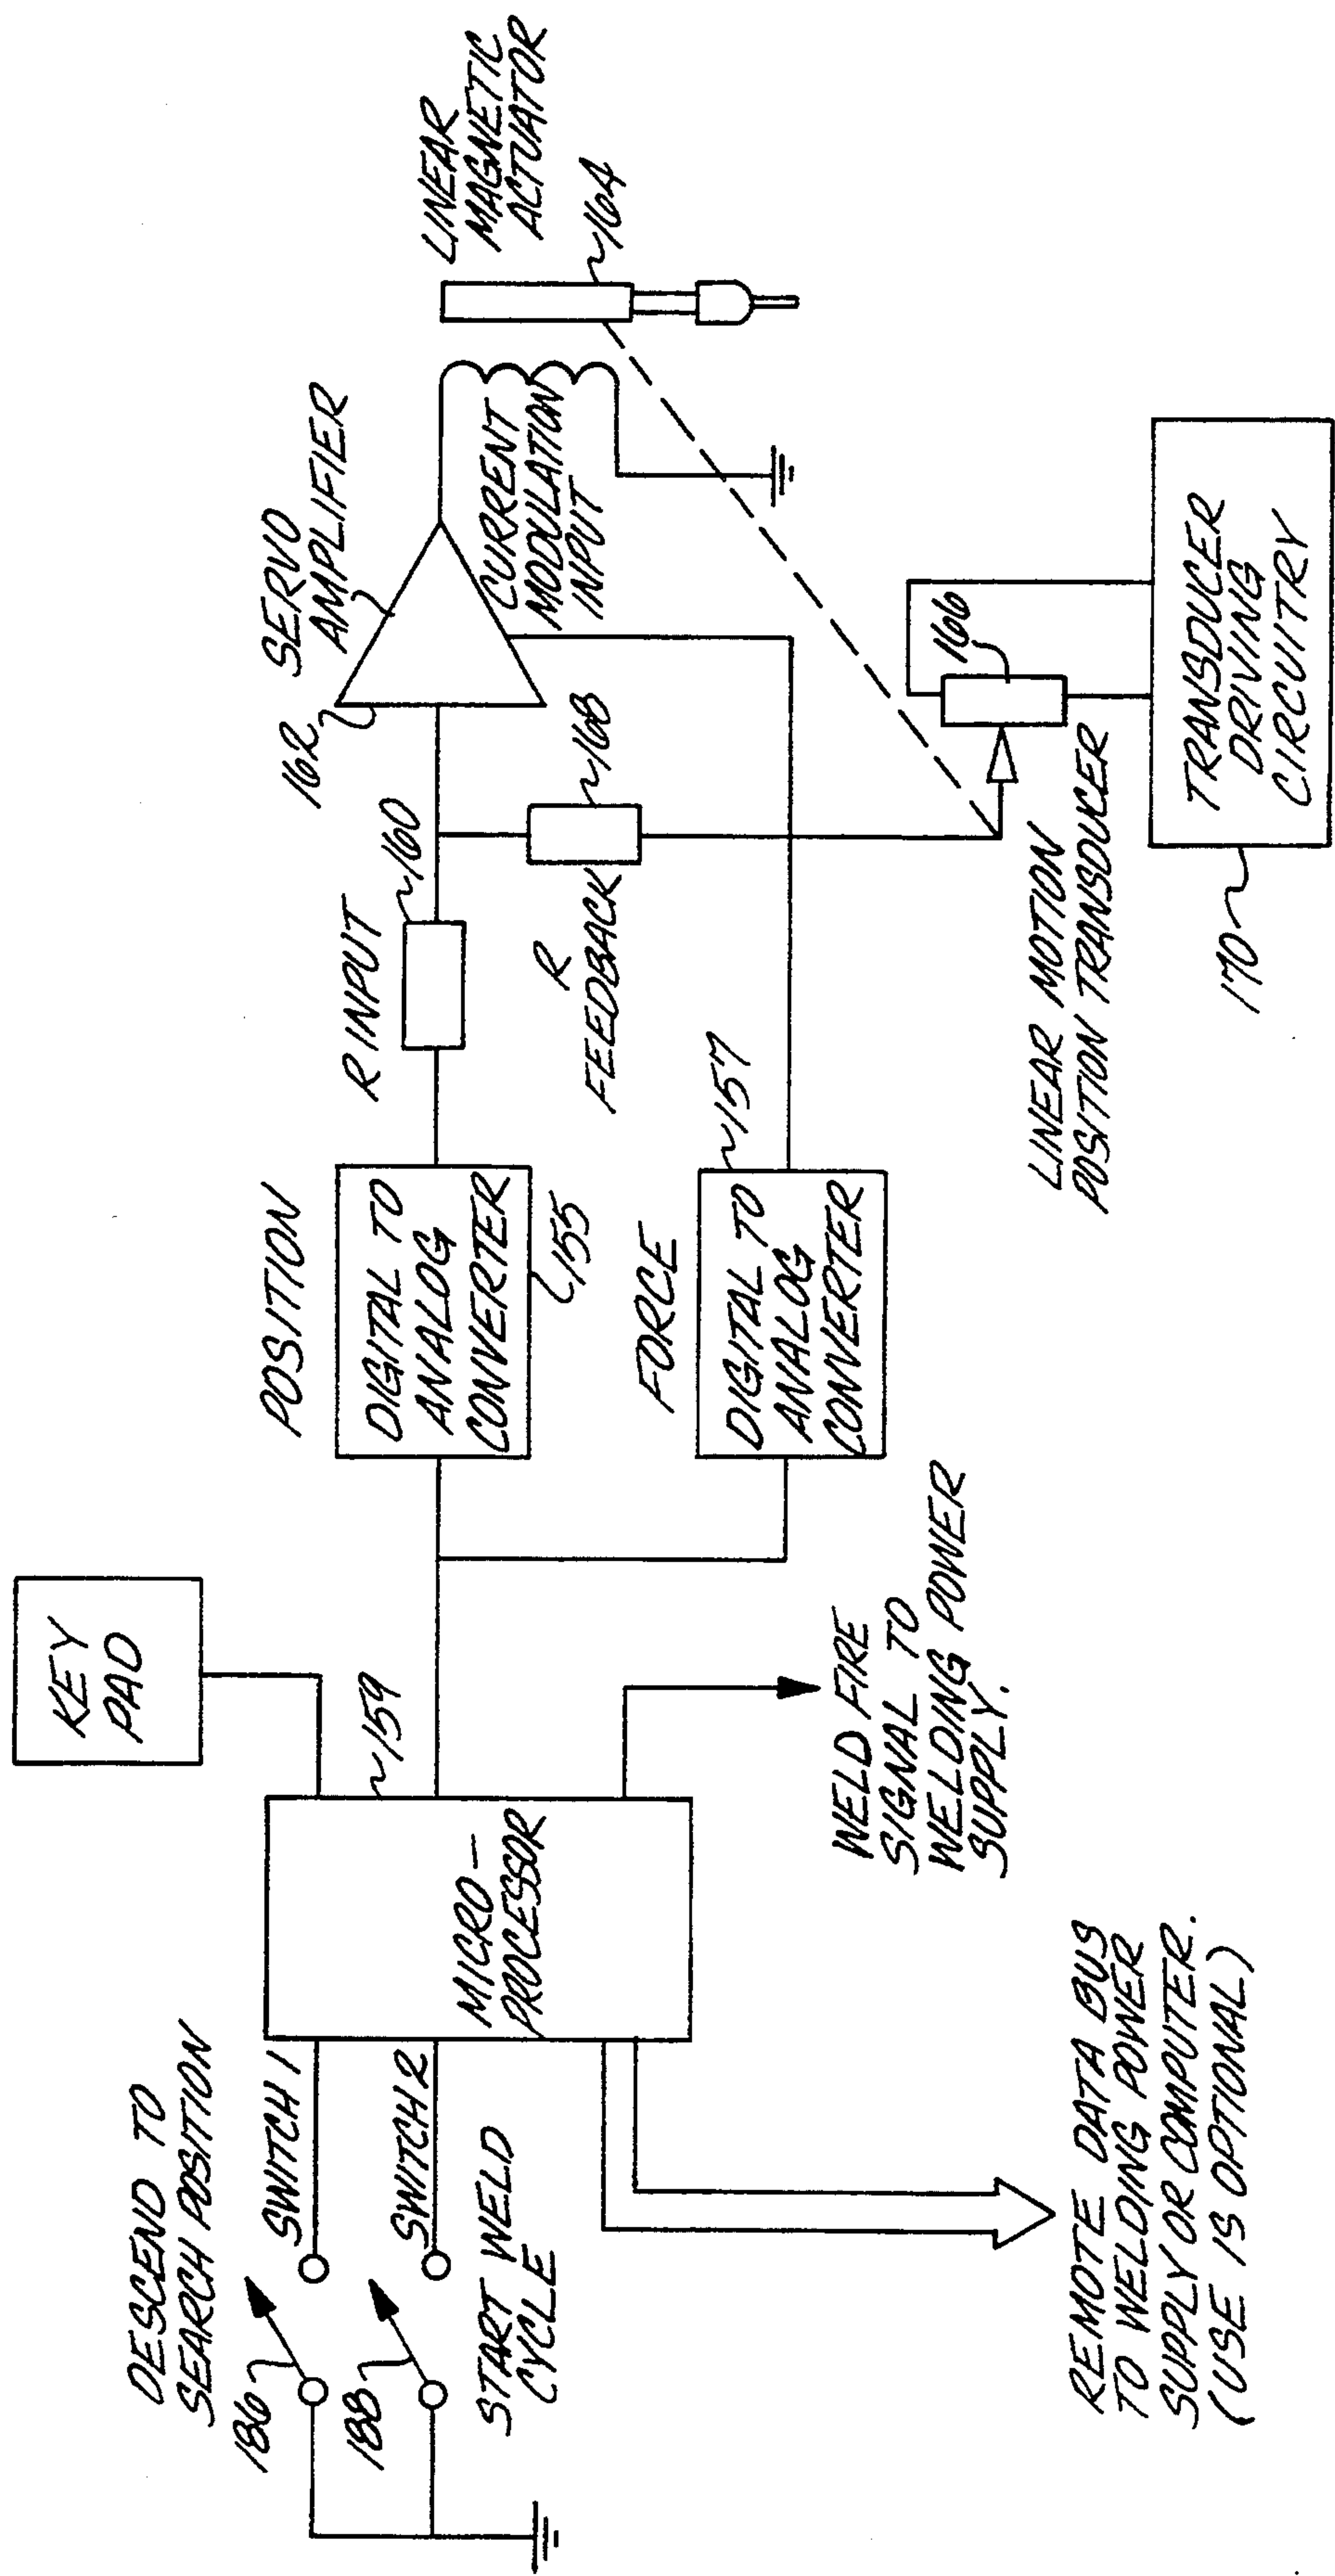 DESCEND TO
SEARCH POSITION
186
SWITCH 1
188
SWITCH 2
START WELD
CYCLE
KEY
PAD
159
MICRO-
PROCESSOR
REMOTE DATA BUS
TO WELDING POWER
SUPPLY OR COMPUTER.
(USE IS OPTIONAL)
WELD FIRE
SIGNAL TO
WELDING POWER
SUPPLY.
POSITION
DIGITAL TO
ANALOG
CONVERTER
155
FORCE
DIGITAL TO
ANALOG
CONVERTER
157
R INPUT
160
R
FEEDBACK
168
162
SERVO
AMPLIFIER
CURRENT
MODULATION
INPUT
LINEAR
MAGNETIC
ACTUATOR
164
LINEAR MOTION
POSITION TRANSDUCER
166
TRANSDUCER
DRIVING
CIRCUITRY
170